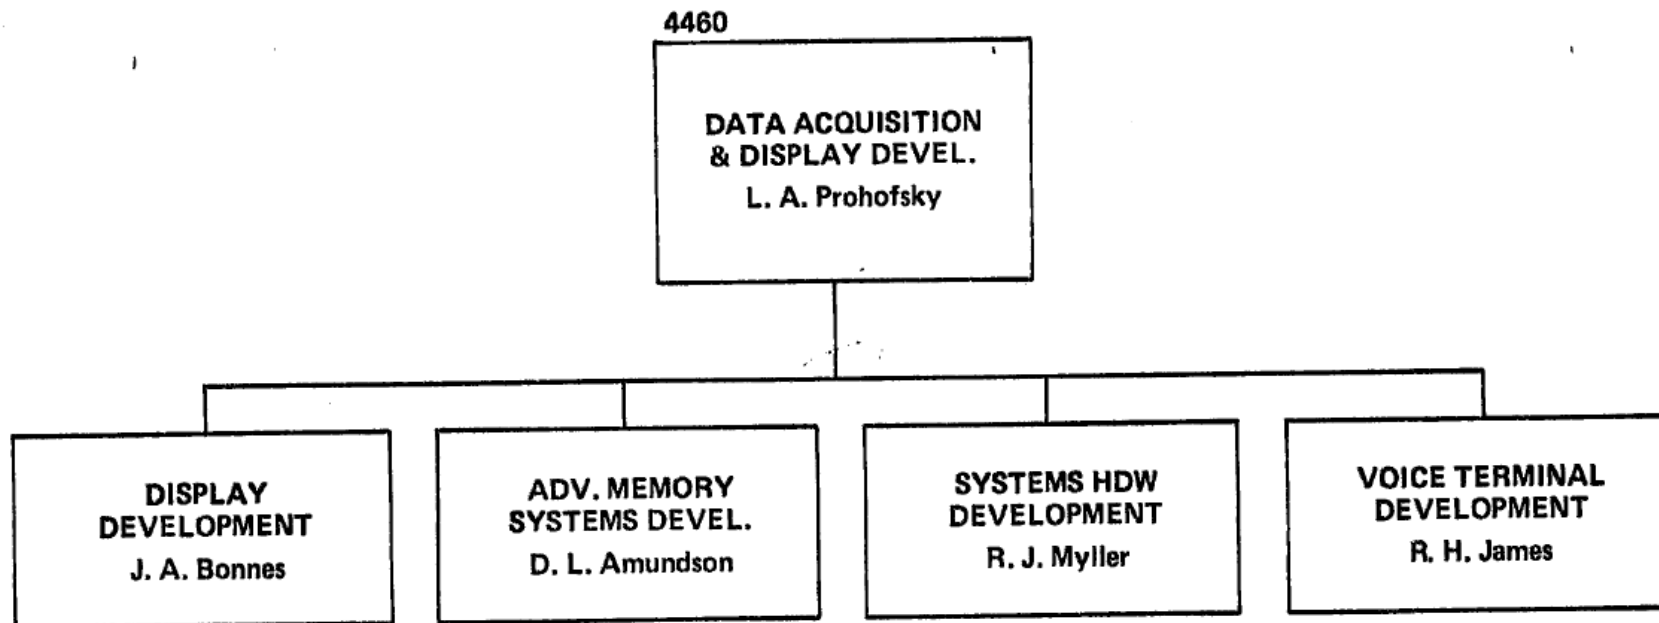 4460
DATA ACQUISITION
& DISPLAY DEVEL.
L. A. Prohofsky
DISPLAY
DEVELOPMENT
J. A. Bonnes
ADV. MEMORY
SYSTEMS DEVEL.
D. L. Amundson
SYSTEMS HDW
DEVELOPMENT
R. J. Myller
VOICE TERMINAL
DEVELOPMENT
R. H. James